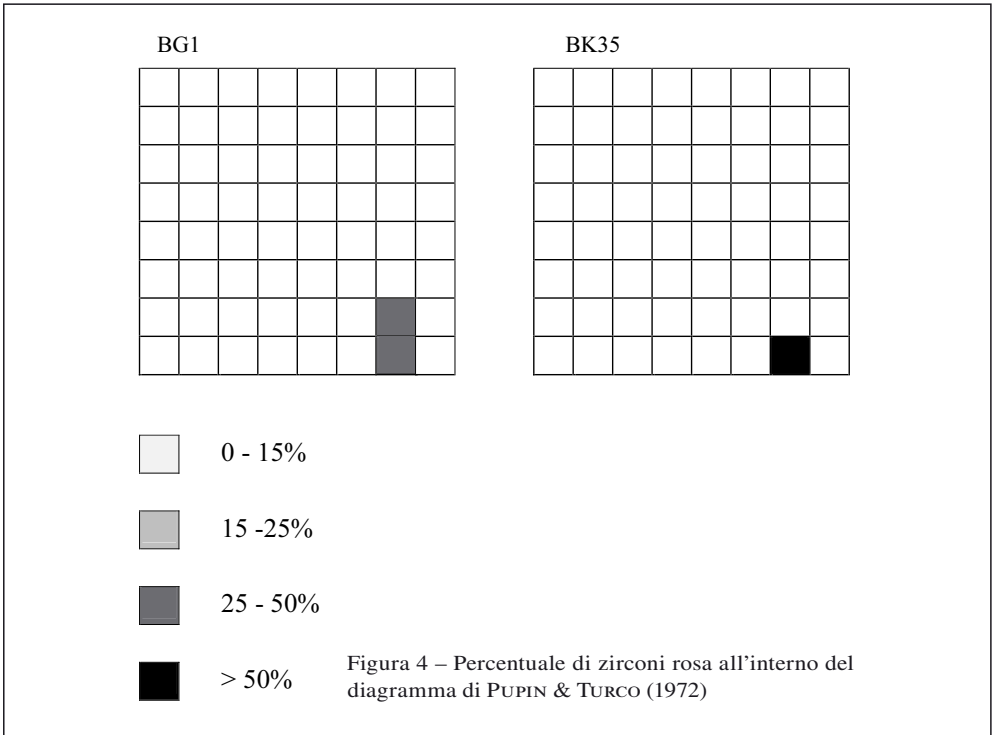 BG1
BK35
0 - 15%
15 -25%
25 - 50%
> 50%
Figura 4 – Percentuale di zirconi rosa all'interno del
diagramma di PUPIN & TURCO (1972)